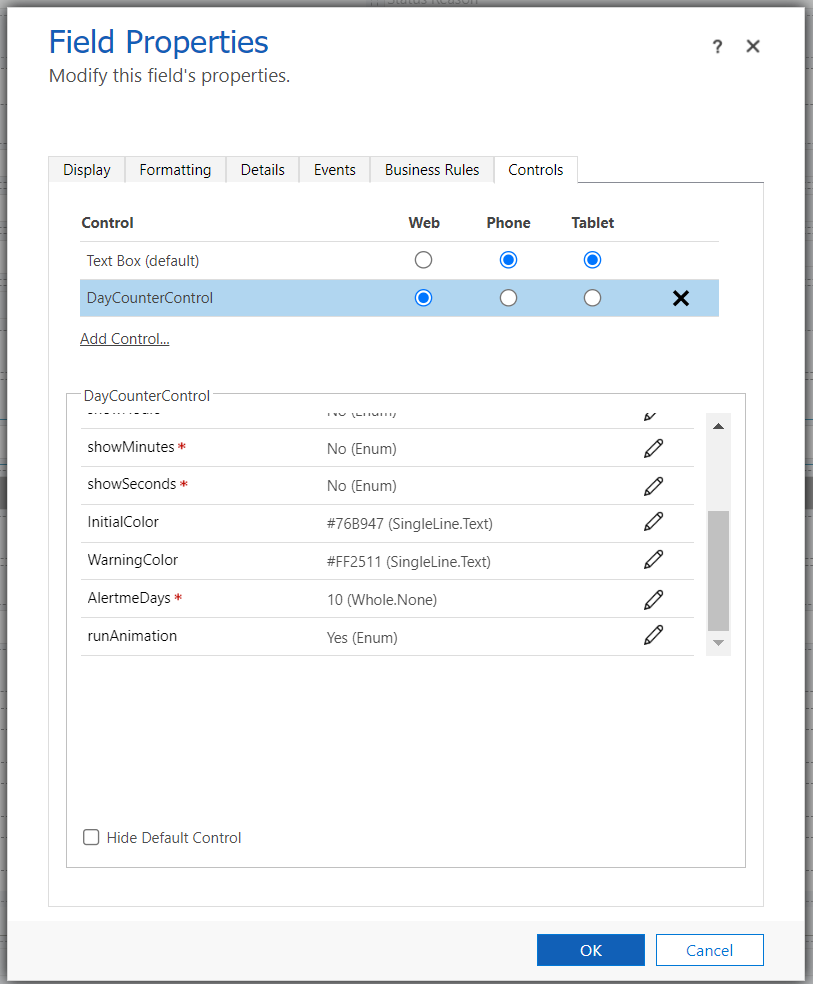 Status Reason
Field Properties
? 
Modify this field's properties.
Display Formatting Details Events Business Rules Controls
Control Web Phone Tablet
Text Box (default)
DayCounterControl
Add Control...
DayCounterControl
No (Enum)
showMinutes * No (Enum)
showSeconds * No (Enum)
InitialColor #76B947 (SingleLine.Text)
WarningColor #FF2511 (SingleLine.Text)
AlertmeDays * 10 (Whole.None)
runAnimation Yes (Enum)
Hide Default Control
OK Cancel